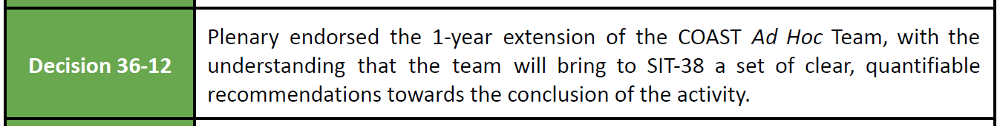 Decision 36-12
Plenary endorsed the 1-year extension of the COAST Ad Hoc Team, with the
understanding that the team will bring to SIT-38 a set of clear, quantifiable
recommendations towards the conclusion of the activity.